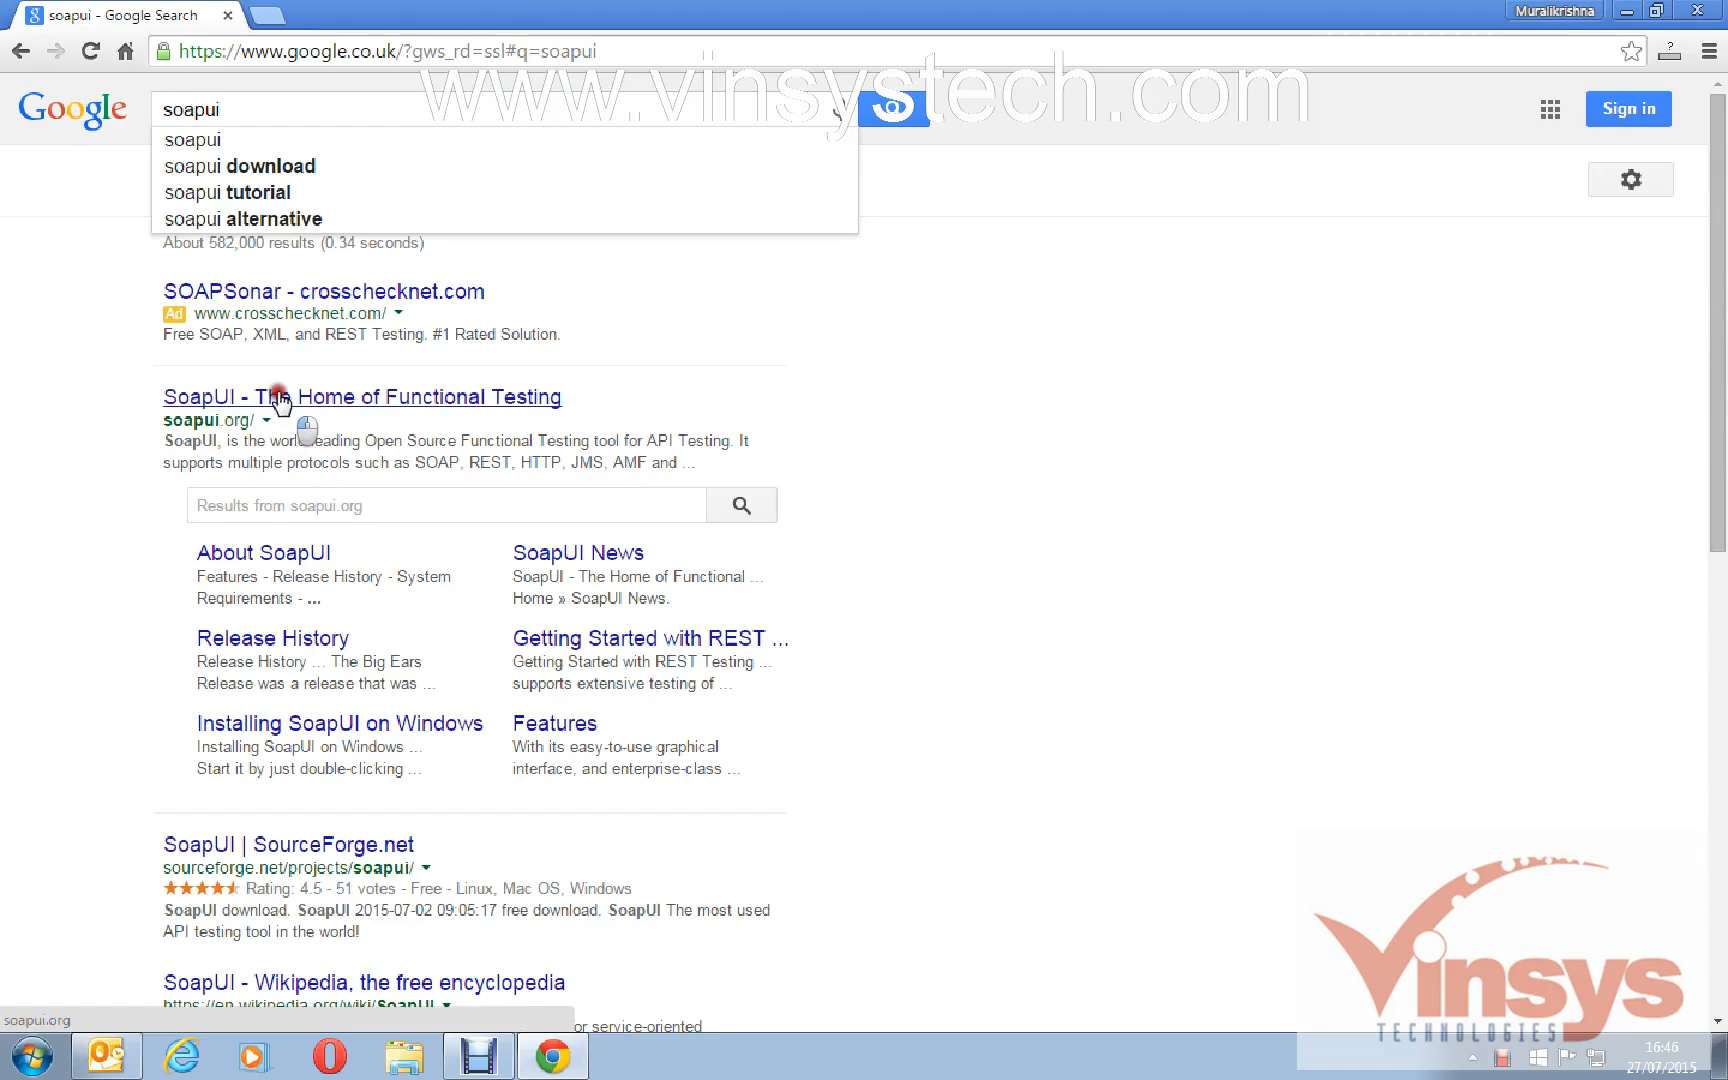 soapui - Google Search
Muralikrishna
https://www.google.co.uk/?gws_rd=ssl#q=soapui
www.vinsystech.com
Google
soapui
Sign in
soapui
soapui download
soapui tutorial
soapui alternative
About 582,000 results (0.34 seconds)
SOAPSonar - crosschecknet.com
Ad www.crosschecknet.com/
Free SOAP, XML, and REST Testing. #1 Rated Solution.
SoapUI - The Home of Functional Testing
soapui.org/
SoapUI, is the world leading Open Source Functional Testing tool for API Testing. It
supports multiple protocols such as SOAP, REST, HTTP, JMS, AMF and ...
Results from soapui.org
About SoapUI
Features - Release History - System
Requirements - ...
SoapUI News
SoapUI - The Home of Functional ...
Home » SoapUI News.
Release History
Release History ... The Big Ears
Release was a release that was ...
Getting Started with REST ...
Getting Started with REST Testing ...
supports extensive testing of ...
Installing SoapUI on Windows
Installing SoapUI on Windows ...
Start it by just double-clicking ...
Features
With its easy-to-use graphical
interface, and enterprise-class ...
SoapUI | SourceForge.net
sourceforge.net/projects/soapui/
Rating: 4.5 - 51 votes - Free - Linux, Mac OS, Windows
SoapUI download. SoapUI 2015-07-02 09:05:17 free download. SoapUI The most used
API testing tool in the world!
SoapUI - Wikipedia, the free encyclopedia
https://en.wikipedia.org/wiki/SoapUI
soapui.org
or service-oriented
Vinsys
TECHNOLOGIES
16:46
27/07/2015